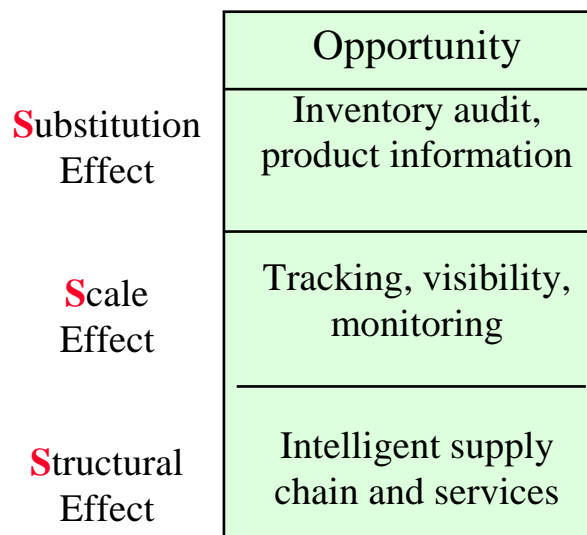 Opportunity
Substitution
Effect
Inventory audit,
product information
Scale
Effect
Tracking, visibility,
monitoring
Structural
Effect
Intelligent supply
chain and services